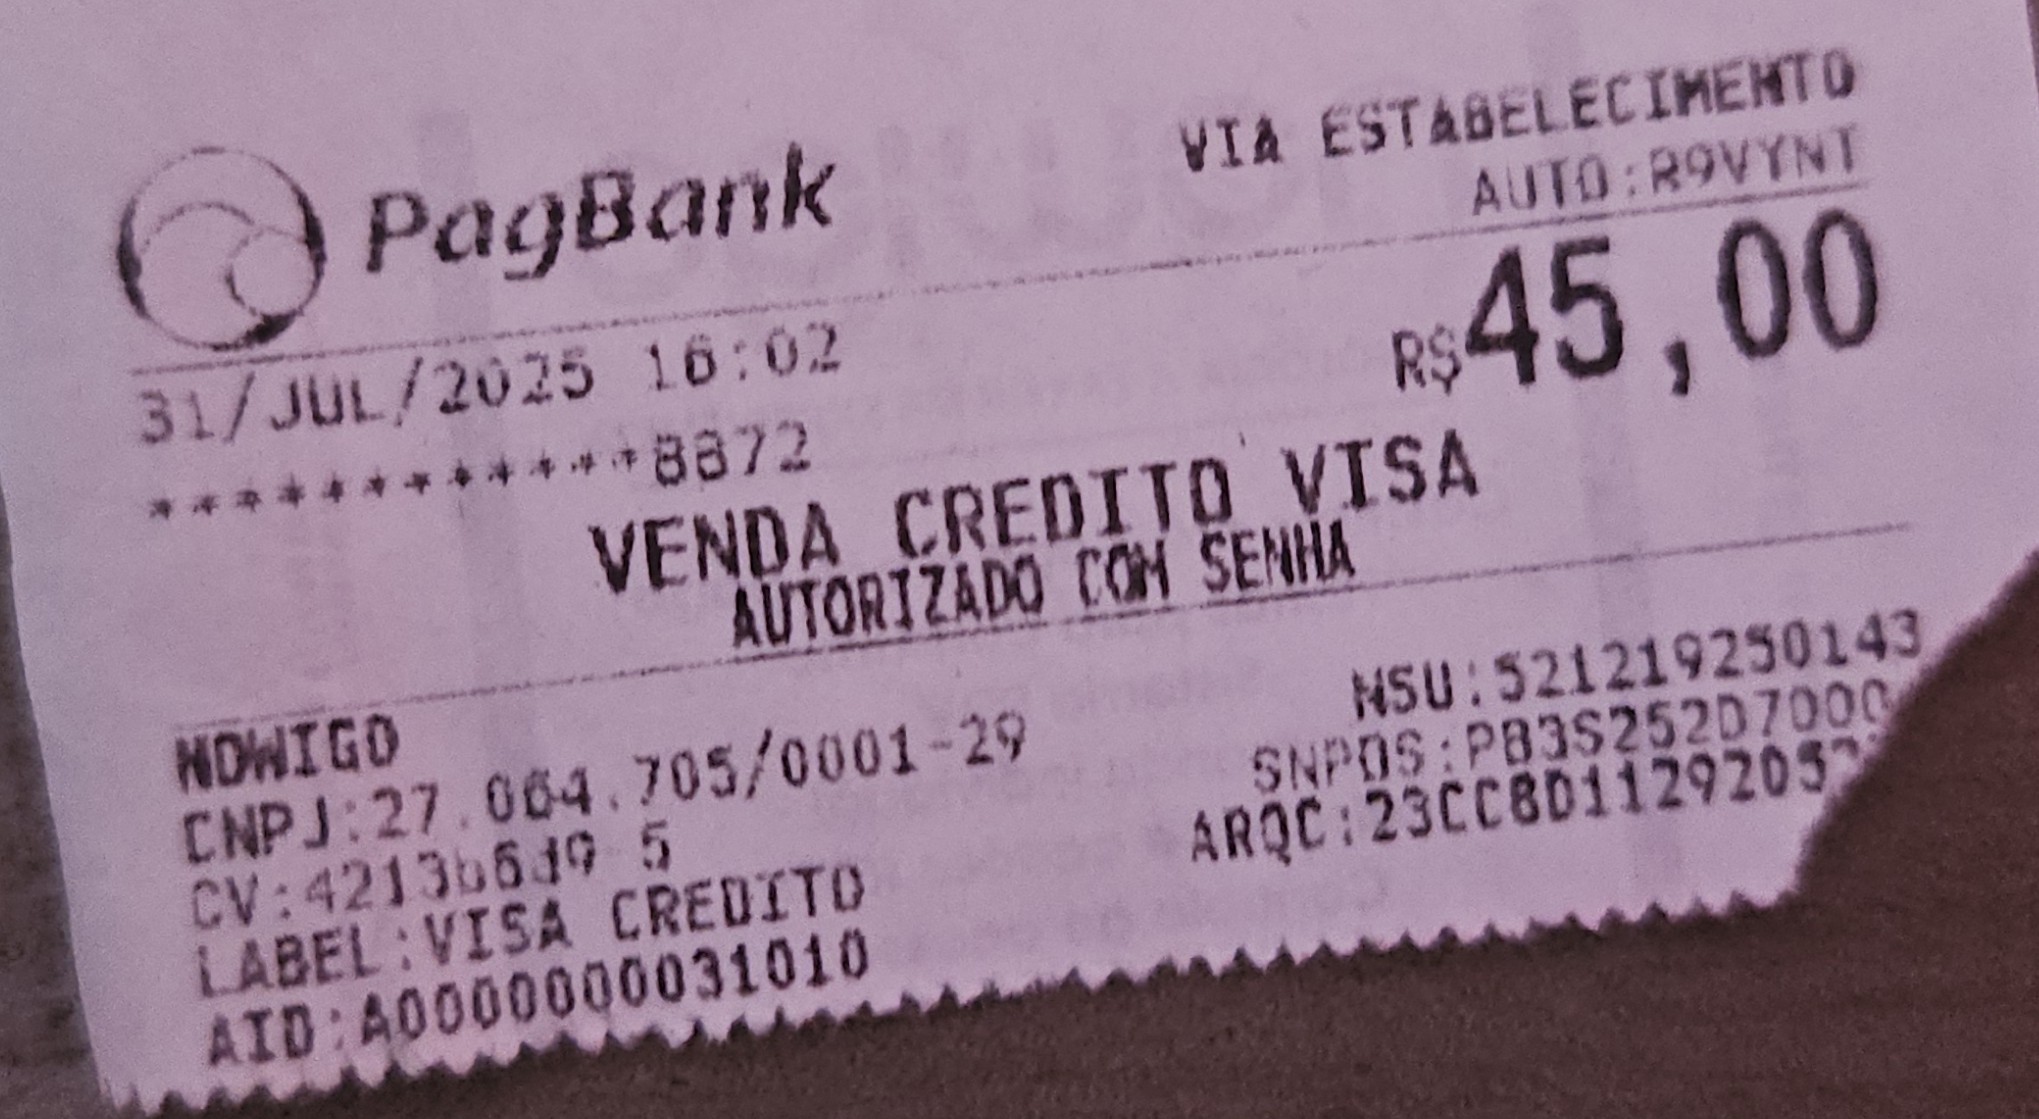 PagBank
VIA ESTABELECIMENTO
AUTO:R9VYNT
31/JUL/2025 16:02
R$45,00
************8872
VENDA CREDITO VISA
AUTORIZADO COM SENHA
NSU:521219250143
SNPOS:PB3S252D7000
CNPJ:27.064.705/0001-29
ARQC:23CC8D1129205
CV:
LABEL:VISA CREDITO
AID:A0000000031010